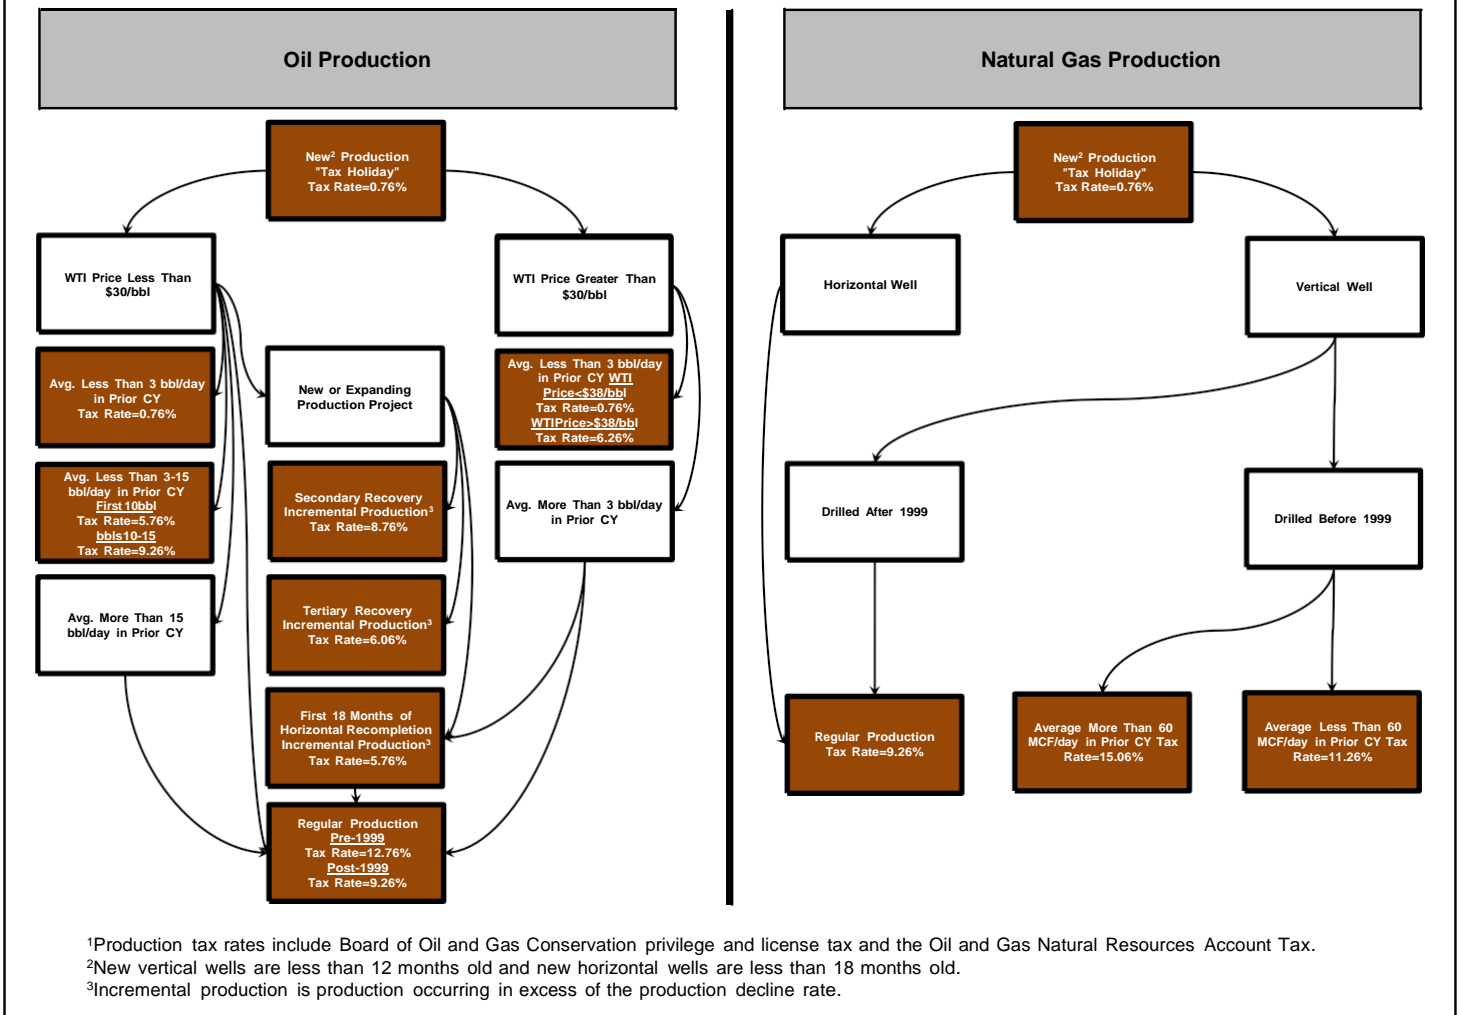 Oil Production
New² Production
"Tax Holiday"
Tax Rate=0.76%
WTI Price Less Than
$30/bbl
WTI Price Greater Than
$30/bbl
Avg. Less Than 3 bbl/day
in Prior CY
Tax Rate=0.76%
New or Expanding
Production Project
Avg. Less Than 3 bbl/day
in Prior CY WTI
Price<$38/bbl
Tax Rate=0.76%
WTIPrice>$38/bbl
Tax Rate=6.26%
Avg. Less Than 3-15
bbl/day in Prior CY
First 10bbl
Tax Rate=5.76%
bbls10-15
Tax Rate=9.26%
Secondary Recovery
Incremental Production³
Tax Rate=8.76%
Avg. More Than 3 bbl/day
in Prior CY
Avg. More Than 15
bbl/day in Prior CY
Tertiary Recovery
Incremental Production³
Tax Rate=6.06%
First 18 Months of
Horizontal Recompletion
Incremental Production³
Tax Rate=5.76%
Regular Production
Pre-1999
Tax Rate=12.76%
Post-1999
Tax Rate=9.26%
Natural Gas Production
New² Production
"Tax Holiday"
Tax Rate=0.76%
Horizontal Well
Vertical Well
Drilled After 1999
Drilled Before 1999
Regular Production
Tax Rate=9.26%
Average More Than 60
MCF/day in Prior CY Tax
Rate=15.06%
Average Less Than 60
MCF/day in Prior CY Tax
Rate=11.26%
¹Production tax rates include Board of Oil and Gas Conservation privilege and license tax and the Oil and Gas Natural Resources Account Tax.
²New vertical wells are less than 12 months old and new horizontal wells are less than 18 months old.
³Incremental production is production occurring in excess of the production decline rate.